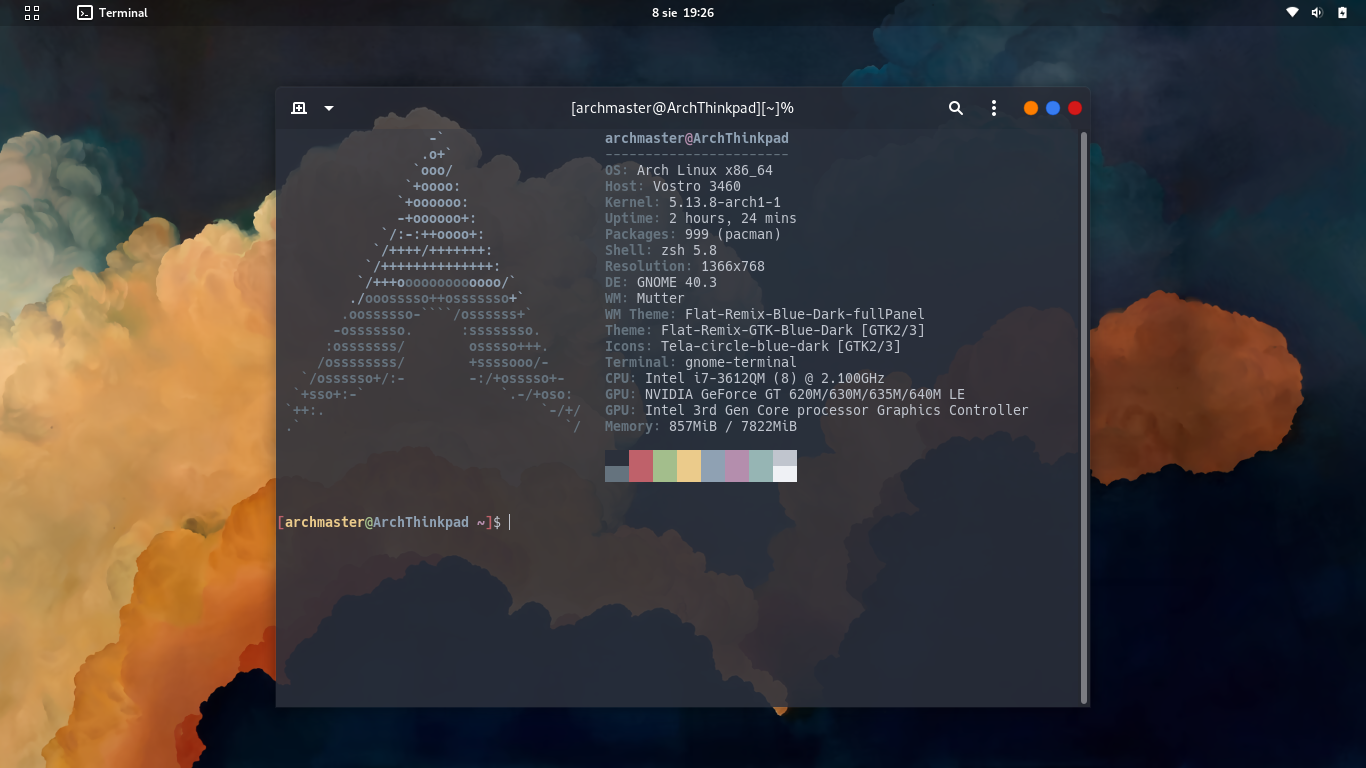 Terminal
8 sie 19:26
[archmaster@ArchThinkpad][~]%
                  -`
                 .o+`
                `ooo/
               `+oooo:
              `+oooooo:
              -+oooooo+:
            `/:-:++oooo+:
           `/++++/+++++++:
          `/++++++++++++++:
         `/+++ooooooooooooo/`
        ./ooosssso++osssssso+`
       .oossssso-````/ossssss+`
      -osssssso.      :ssssssso.
     :osssssss/        osssso+++.
    /ossssssss/        +ssssooo/-
  `/ossssso+/:-        -:/+osssso+-
 `+sso+:-`                 `.-/+oso:
`++:.                           `-/+/
.`                                 `/
archmaster@ArchThinkpad
-----------------------
OS: Arch Linux x86_64
Host: Vostro 3460
Kernel: 5.13.8-arch1-1
Uptime: 2 hours, 24 mins
Packages: 999 (pacman)
Shell: zsh 5.8
Resolution: 1366x768
DE: GNOME 40.3
WM: Mutter
WM Theme: Flat-Remix-Blue-Dark-fullPanel
Theme: Flat-Remix-GTK-Blue-Dark [GTK2/3]
Icons: Tela-circle-blue-dark [GTK2/3]
Terminal: gnome-terminal
CPU: Intel i7-3612QM (8) @ 2.100GHz
GPU: NVIDIA GeForce GT 620M/630M/635M/640M LE
GPU: Intel 3rd Gen Core processor Graphics Controller
Memory: 857MiB / 7822MiB
[archmaster@ArchThinkpad ~]$